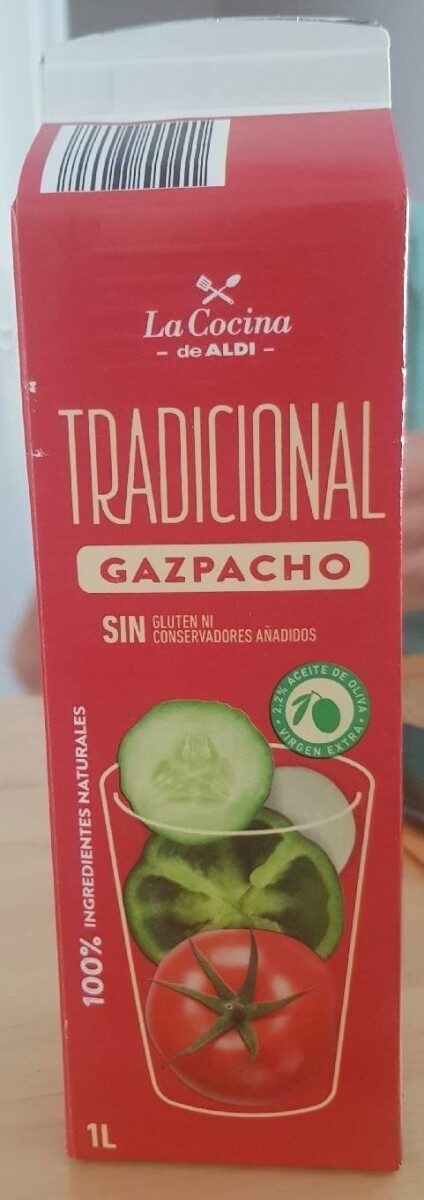 La Cocina
– de ALDI –
TRADICIONAL
GAZPACHO
SIN GLUTEN NI
CONSERVADORES AÑADIDOS
2,2% ACEITE DE OLIVA
VIRGEN EXTRA
100% INGREDIENTES NATURALES
1L